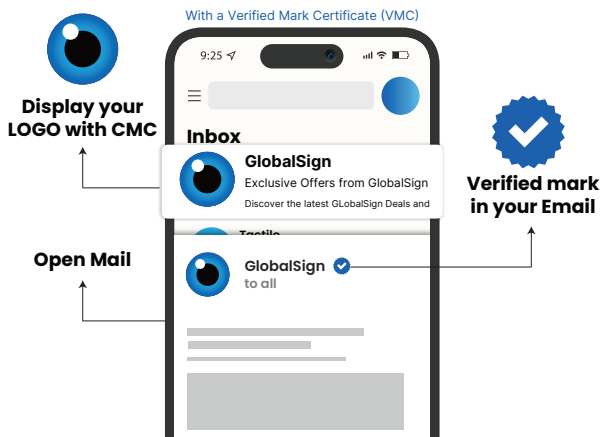 With a Verified Mark Certificate (VMC)
9:25
Display your
LOGO with CMC
Inbox
GlobalSign
Exclusive Offers from GlobalSign
Discover the latest GLobalSign Deals and
Verified mark
in your Email
Tactile
Open Mail
GlobalSign
to all